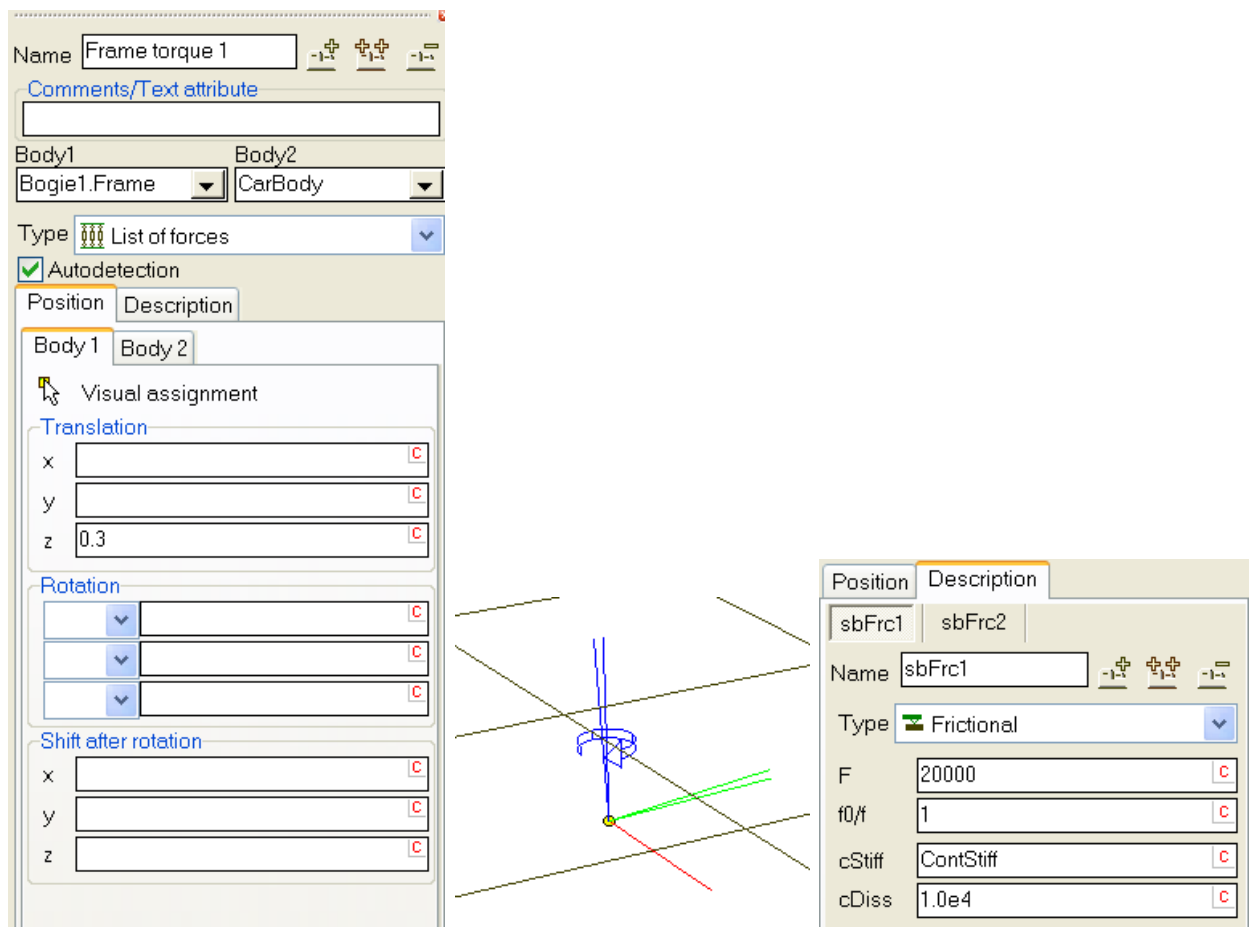 Name Frame torque 1
Comments/Text attribute
Body1 Body2
Bogie1.Frame CarBody
Type List of forces
Autodetection
Position Description
Body 1 Body 2
Visual assignment
Translation
x C
y C
z 0.3 C
Rotation
C
C
C
Shift after rotation
x C
y C
z C
Position Description
sbFrc1 sbFrc2
Name sbFrc1
Type Frictional
F 20000 C
f0/f 1 C
cStiff ContStiff C
cDiss 1.0e4 C